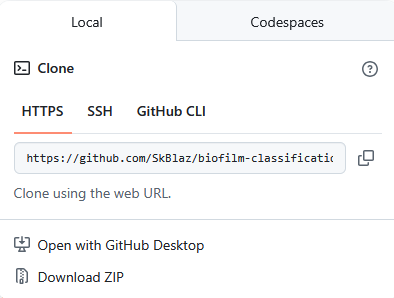 Local Codespaces
Clone
HTTPS SSH GitHub CLI
https://github.com/SkBlaz/biofilm-classificatio
Clone using the web URL.
Open with GitHub Desktop
Download ZIP